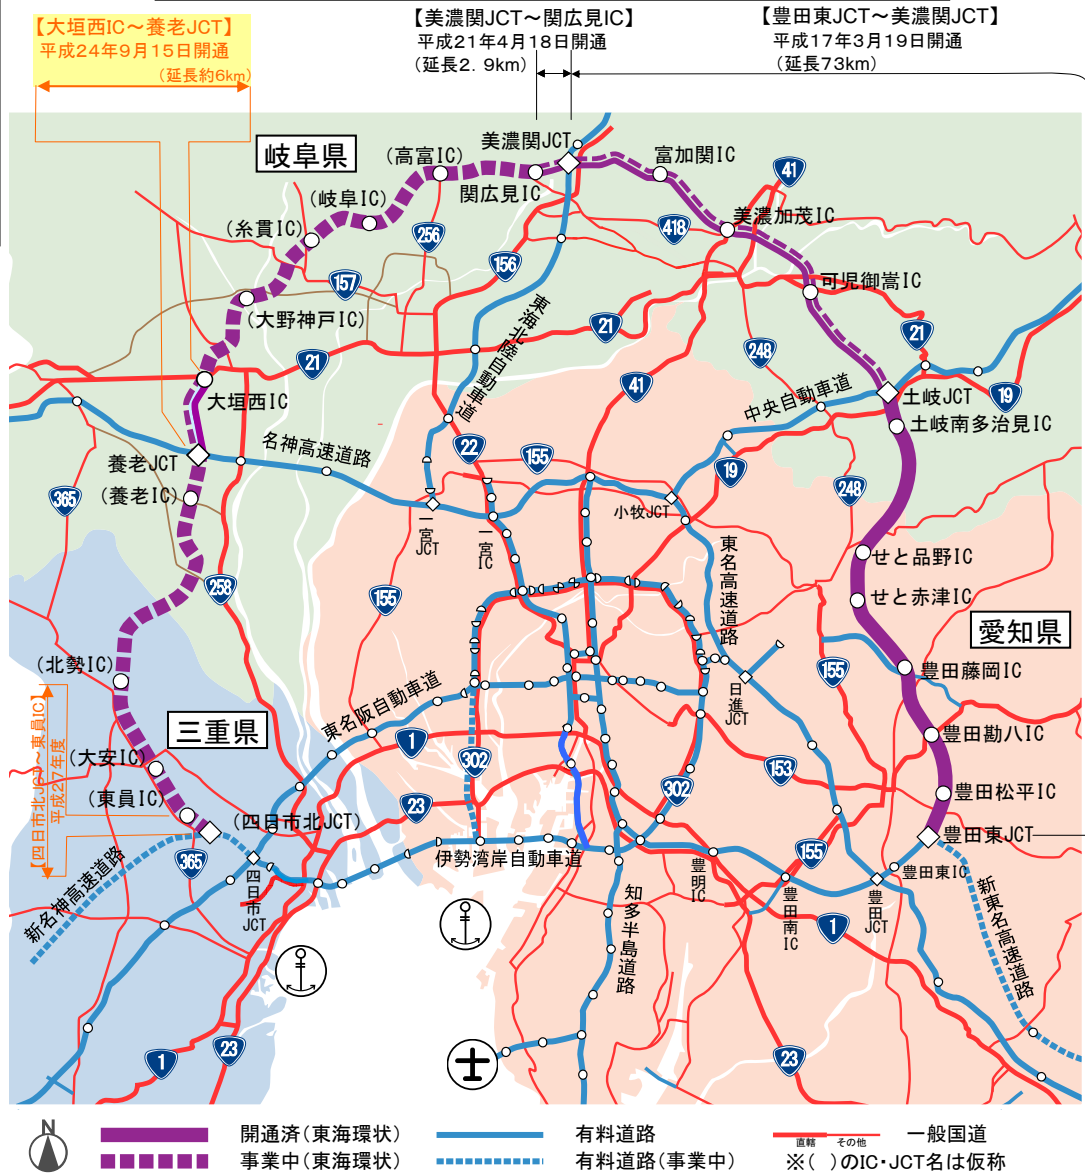 【大垣西IC～養老JCT】
平成24年9月15日開通
（延長約6km）
【美濃関JCT～関広見IC】
平成21年4月18日開通
（延長2.9km）
【豊田東JCT～美濃関JCT】
平成17年3月19日開通
（延長73km）
岐阜県
美濃関JCT
（高富IC）
関広見IC
富加関IC
41
（岐阜IC）
（糸貫IC）
256
418
美濃加茂IC
156
157
可児御嵩IC
（大野神戸IC）
東海北陸自動車道
21
21
21
248
41
19
大垣西IC
中央自動車道
土岐JCT
土岐南多治見IC
22
155
19
名神高速道路
養老JCT
365
（養老IC）
248
一宮JCT
一宮IC
小牧JCT
東名高速道路
せと品野IC
258
155
せと赤津IC
愛知県
（北勢IC）
155
豊田藤岡IC
東名阪自動車道
日進JCT
三重県
【四日市北JCT～東員IC】
平成27年度
1
豊田勘八IC
（大安IC）
302
153
302
豊田松平IC
（東員IC）
23
（四日市北JCT）
豊田東JCT
365
伊勢湾岸自動車道
155
豊明IC
豊田東IC
四日市JCT
豊田南IC
豊田JCT
新名神高速道路
知多半島道路
1
新東名高速道路
1
23
23
N
開通済（東海環状）
有料道路
直轄
その他
一般国道
事業中（東海環状）
有料道路（事業中）
※（ ）のIC・JCT名は仮称